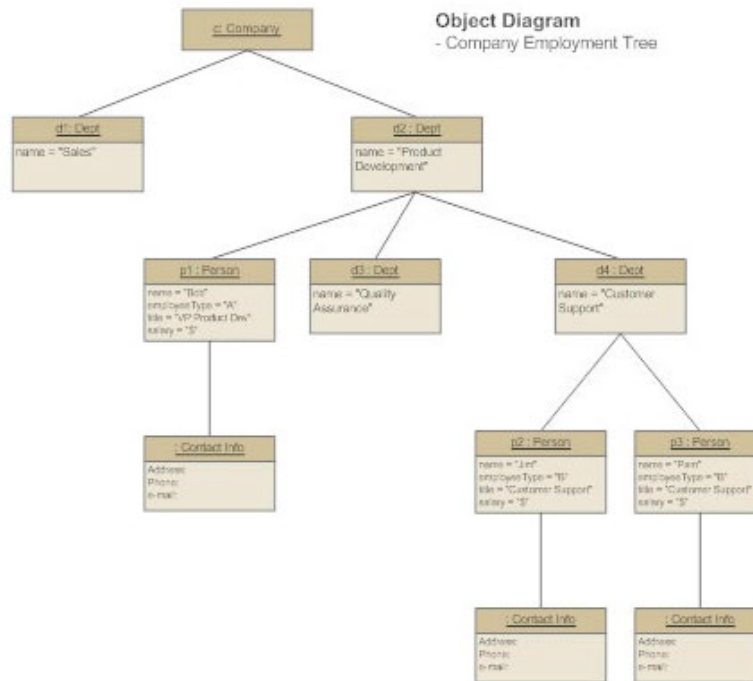 Object Diagram
- Company Employment Tree
c: Company
d1: Dept
name = "Sales"
d2 : Dept
name = "Product
Development"
p1 : Person
name = "Bob"
employeeType = "A"
title = "VP Product Dev"
salary = "$"
d3 : Dept
name = "Quality
Assurance"
d4 : Dept
name = "Customer
Support"
: Contact Info
Address:
Phone:
e-mail:
p2 : Person
name = "Jim"
employeeType = "B"
title = "Customer Support"
salary = "$"
p3 : Person
name = "Pam"
employeeType = "B"
title = "Customer Support"
salary = "$"
: Contact Info
Address:
Phone:
e-mail:
: Contact Info
Address:
Phone:
e-mail: